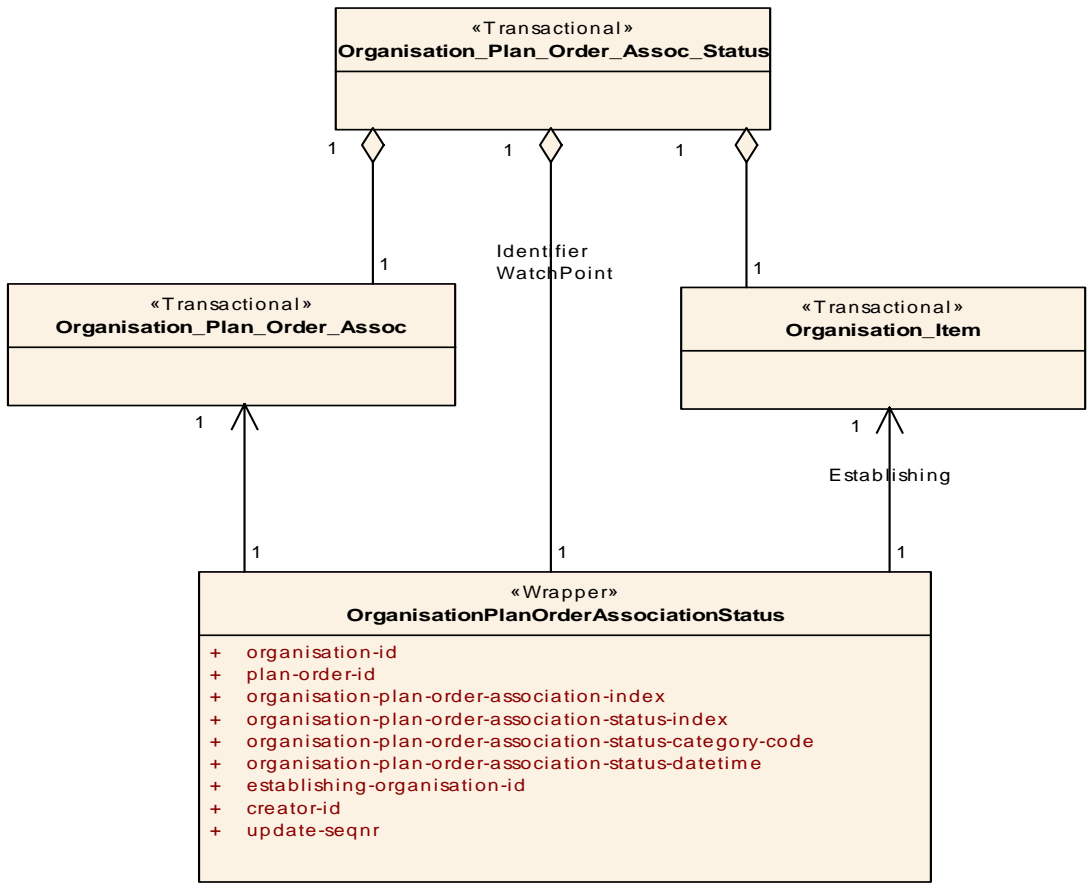 «Transactional»
Organisation_Plan_Order_Assoc_Status
1
1
1
Identifier
WatchPoint
1
1
«Transactional»
Organisation_Plan_Order_Assoc
«Transactional»
Organisation_Item
1
1
Establishing
1
1
1
«Wrapper»
OrganisationPlanOrderAssociationStatus
+ organisation-id
+ plan-order-id
+ organisation-plan-order-association-index
+ organisation-plan-order-association-status-index
+ organisation-plan-order-association-status-category-code
+ organisation-plan-order-association-status-datetime
+ establishing-organisation-id
+ creator-id
+ update-seqnr